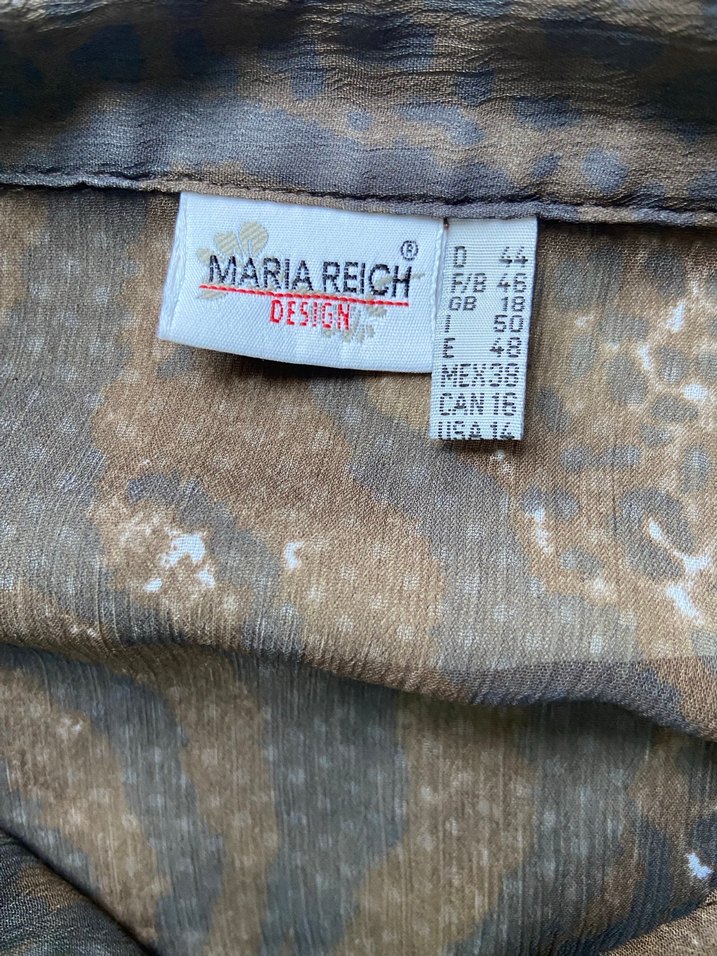 MARIA REICH ®
DESIGN
D 44
F/B 46
GB 18
I 50
E 48
MEX 38
CAN 16
USA 14